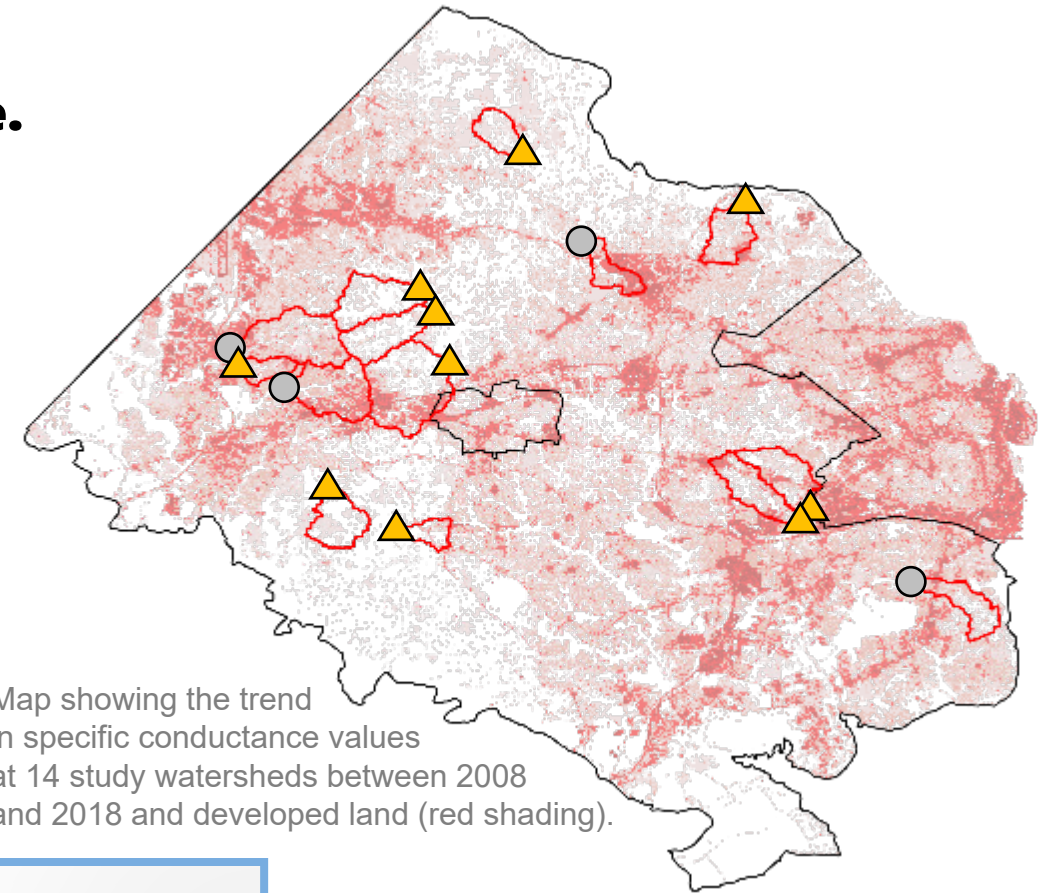 e.
Map showing the trend
in specific conductance values
at 14 study watersheds between 2008
and 2018 and developed land (red shading).